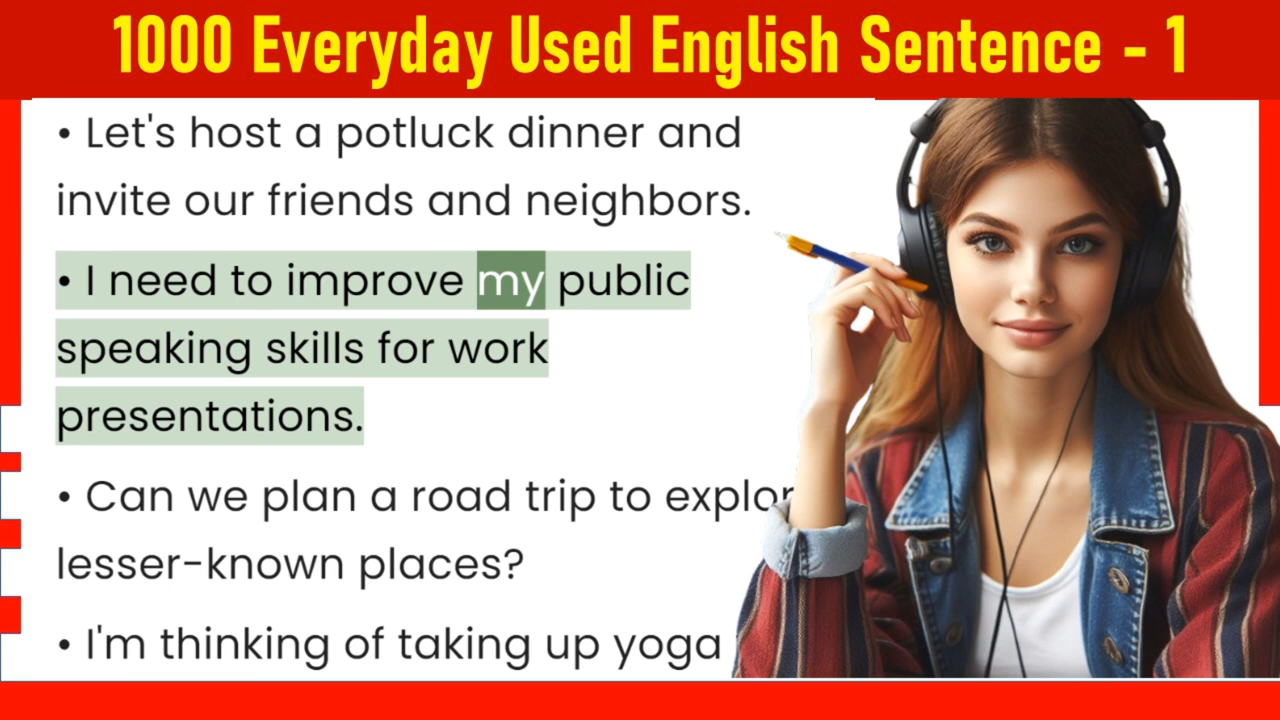 1000 Everyday Used English Sentence - 1
• Let's host a potluck dinner and
invite our friends and neighbors.
• I need to improve my public
speaking skills for work
presentations.
• Can we plan a road trip to explor
lesser-known places?
• I'm thinking of taking up yoga